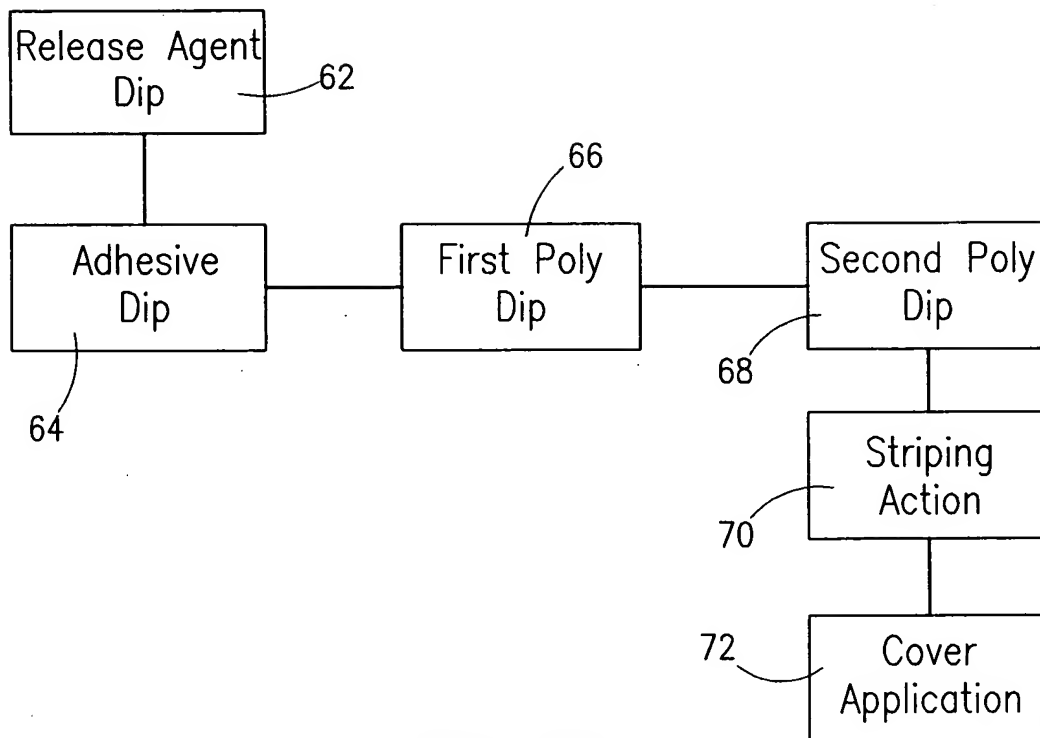 Release Agent
Dip
62
66
Adhesive
Dip
First Poly
Dip
Second Poly
Dip
64
68
Striping
Action
70
72
Cover
Application